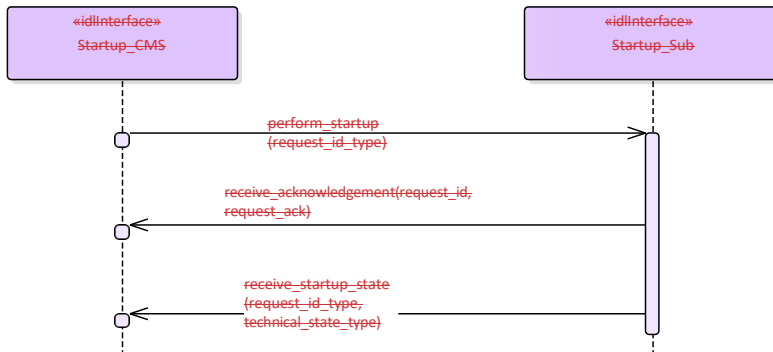 «idlInterface»
Startup_CMS
«idlInterface»
Startup_Sub
perform_startup
(request_id_type)
receive_acknowledgement(request_id,
request_ack)
receive_startup_state
(request_id_type,
technical_state_type)